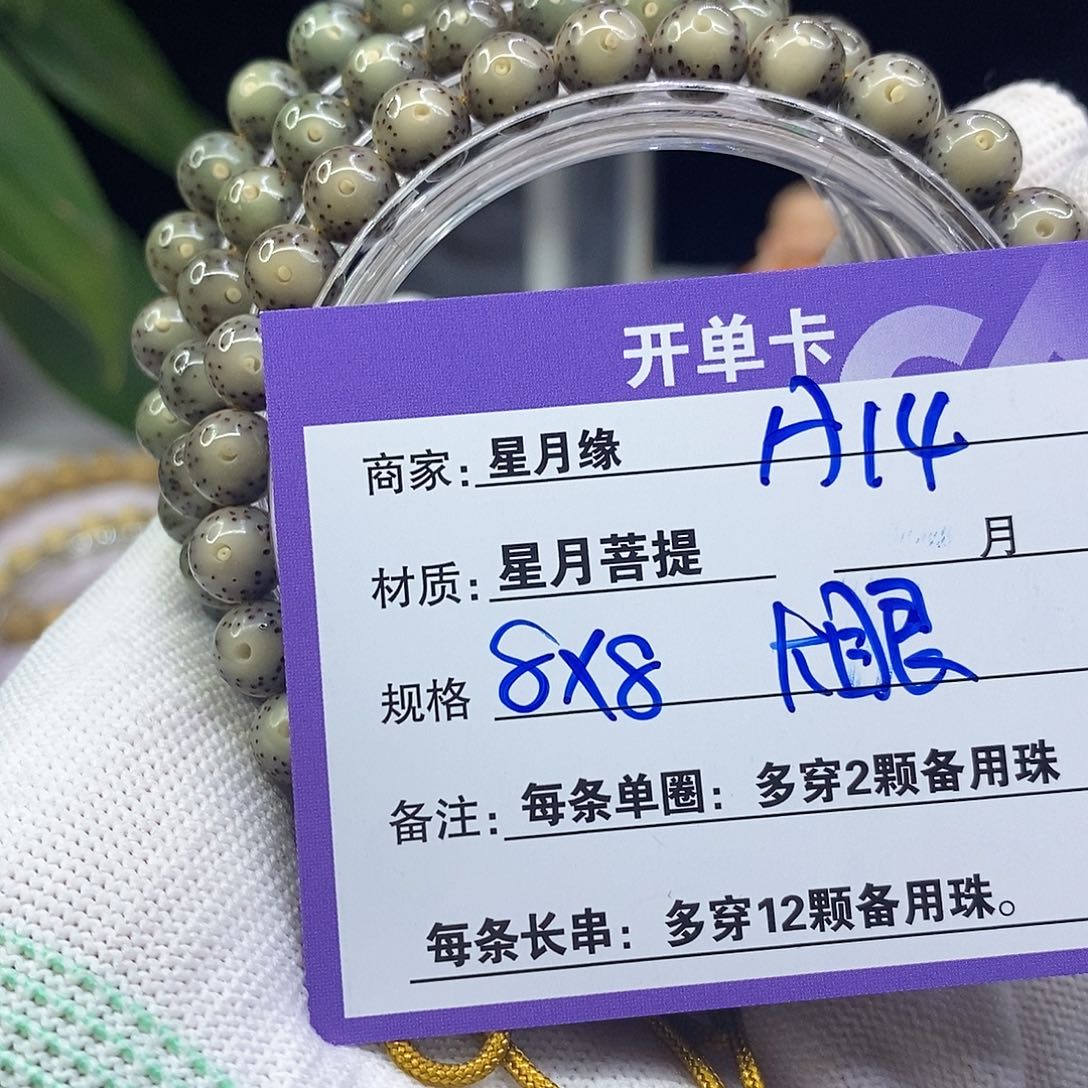 开单卡
商家：星月缘 A14
材质：星月菩提 月
规格 8X8 A眼
备注：每条单圈：多穿2颗备用珠
每条长串：多穿12颗备用珠。